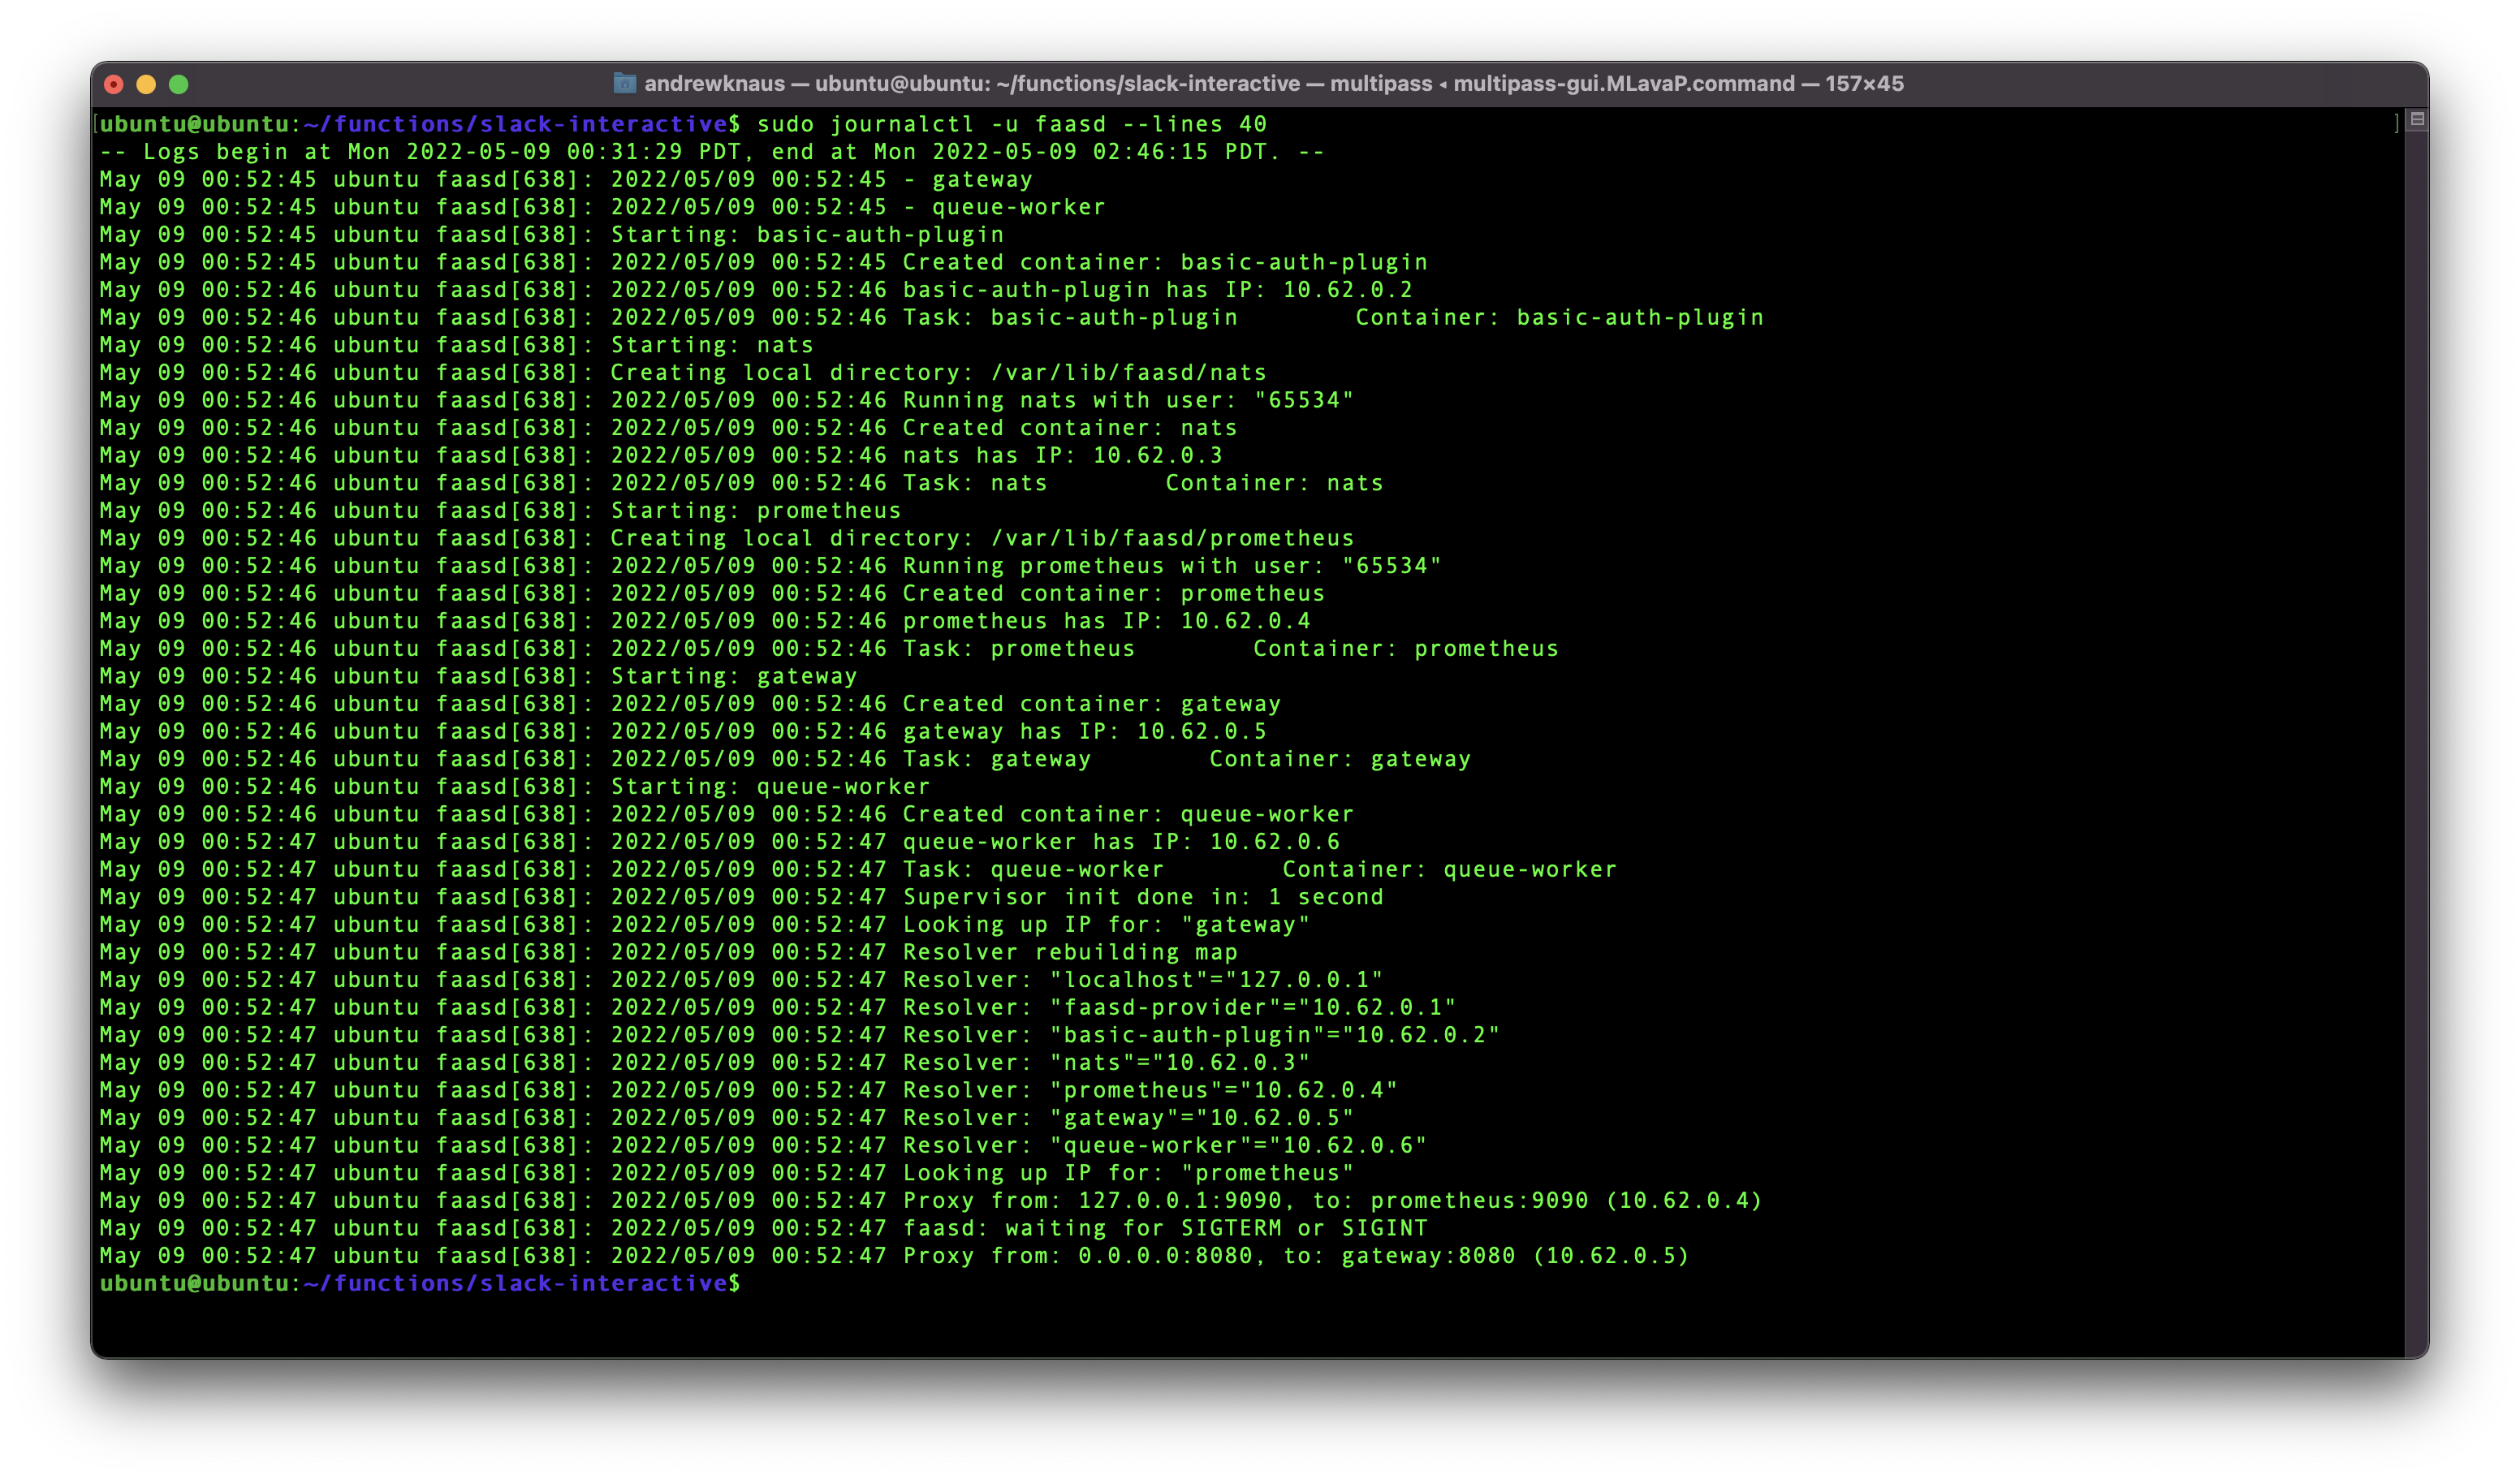 andrewknaus — ubuntu@ubuntu: ~/functions/slack-interactive — multipass ◂ multipass-gui.MLavaP.command — 157×45
[ubuntu@ubuntu:~/functions/slack-interactive$ sudo journalctl -u faasd --lines 40 ]
-- Logs begin at Mon 2022-05-09 00:31:29 PDT, end at Mon 2022-05-09 02:46:15 PDT. --
May 09 00:52:45 ubuntu faasd[638]: 2022/05/09 00:52:45 - gateway
May 09 00:52:45 ubuntu faasd[638]: 2022/05/09 00:52:45 - queue-worker
May 09 00:52:45 ubuntu faasd[638]: Starting: basic-auth-plugin
May 09 00:52:45 ubuntu faasd[638]: 2022/05/09 00:52:45 Created container: basic-auth-plugin
May 09 00:52:46 ubuntu faasd[638]: 2022/05/09 00:52:46 basic-auth-plugin has IP: 10.62.0.2
May 09 00:52:46 ubuntu faasd[638]: 2022/05/09 00:52:46 Task: basic-auth-plugin        Container: basic-auth-plugin
May 09 00:52:46 ubuntu faasd[638]: Starting: nats
May 09 00:52:46 ubuntu faasd[638]: Creating local directory: /var/lib/faasd/nats
May 09 00:52:46 ubuntu faasd[638]: 2022/05/09 00:52:46 Running nats with user: "65534"
May 09 00:52:46 ubuntu faasd[638]: 2022/05/09 00:52:46 Created container: nats
May 09 00:52:46 ubuntu faasd[638]: 2022/05/09 00:52:46 nats has IP: 10.62.0.3
May 09 00:52:46 ubuntu faasd[638]: 2022/05/09 00:52:46 Task: nats        Container: nats
May 09 00:52:46 ubuntu faasd[638]: Starting: prometheus
May 09 00:52:46 ubuntu faasd[638]: Creating local directory: /var/lib/faasd/prometheus
May 09 00:52:46 ubuntu faasd[638]: 2022/05/09 00:52:46 Running prometheus with user: "65534"
May 09 00:52:46 ubuntu faasd[638]: 2022/05/09 00:52:46 Created container: prometheus
May 09 00:52:46 ubuntu faasd[638]: 2022/05/09 00:52:46 prometheus has IP: 10.62.0.4
May 09 00:52:46 ubuntu faasd[638]: 2022/05/09 00:52:46 Task: prometheus        Container: prometheus
May 09 00:52:46 ubuntu faasd[638]: Starting: gateway
May 09 00:52:46 ubuntu faasd[638]: 2022/05/09 00:52:46 Created container: gateway
May 09 00:52:46 ubuntu faasd[638]: 2022/05/09 00:52:46 gateway has IP: 10.62.0.5
May 09 00:52:46 ubuntu faasd[638]: 2022/05/09 00:52:46 Task: gateway        Container: gateway
May 09 00:52:46 ubuntu faasd[638]: Starting: queue-worker
May 09 00:52:46 ubuntu faasd[638]: 2022/05/09 00:52:46 Created container: queue-worker
May 09 00:52:47 ubuntu faasd[638]: 2022/05/09 00:52:47 queue-worker has IP: 10.62.0.6
May 09 00:52:47 ubuntu faasd[638]: 2022/05/09 00:52:47 Task: queue-worker        Container: queue-worker
May 09 00:52:47 ubuntu faasd[638]: 2022/05/09 00:52:47 Supervisor init done in: 1 second
May 09 00:52:47 ubuntu faasd[638]: 2022/05/09 00:52:47 Looking up IP for: "gateway"
May 09 00:52:47 ubuntu faasd[638]: 2022/05/09 00:52:47 Resolver rebuilding map
May 09 00:52:47 ubuntu faasd[638]: 2022/05/09 00:52:47 Resolver: "localhost"="127.0.0.1"
May 09 00:52:47 ubuntu faasd[638]: 2022/05/09 00:52:47 Resolver: "faasd-provider"="10.62.0.1"
May 09 00:52:47 ubuntu faasd[638]: 2022/05/09 00:52:47 Resolver: "basic-auth-plugin"="10.62.0.2"
May 09 00:52:47 ubuntu faasd[638]: 2022/05/09 00:52:47 Resolver: "nats"="10.62.0.3"
May 09 00:52:47 ubuntu faasd[638]: 2022/05/09 00:52:47 Resolver: "prometheus"="10.62.0.4"
May 09 00:52:47 ubuntu faasd[638]: 2022/05/09 00:52:47 Resolver: "gateway"="10.62.0.5"
May 09 00:52:47 ubuntu faasd[638]: 2022/05/09 00:52:47 Resolver: "queue-worker"="10.62.0.6"
May 09 00:52:47 ubuntu faasd[638]: 2022/05/09 00:52:47 Looking up IP for: "prometheus"
May 09 00:52:47 ubuntu faasd[638]: 2022/05/09 00:52:47 Proxy from: 127.0.0.1:9090, to: prometheus:9090 (10.62.0.4)
May 09 00:52:47 ubuntu faasd[638]: 2022/05/09 00:52:47 faasd: waiting for SIGTERM or SIGINT
May 09 00:52:47 ubuntu faasd[638]: 2022/05/09 00:52:47 Proxy from: 0.0.0.0:8080, to: gateway:8080 (10.62.0.5)
ubuntu@ubuntu:~/functions/slack-interactive$